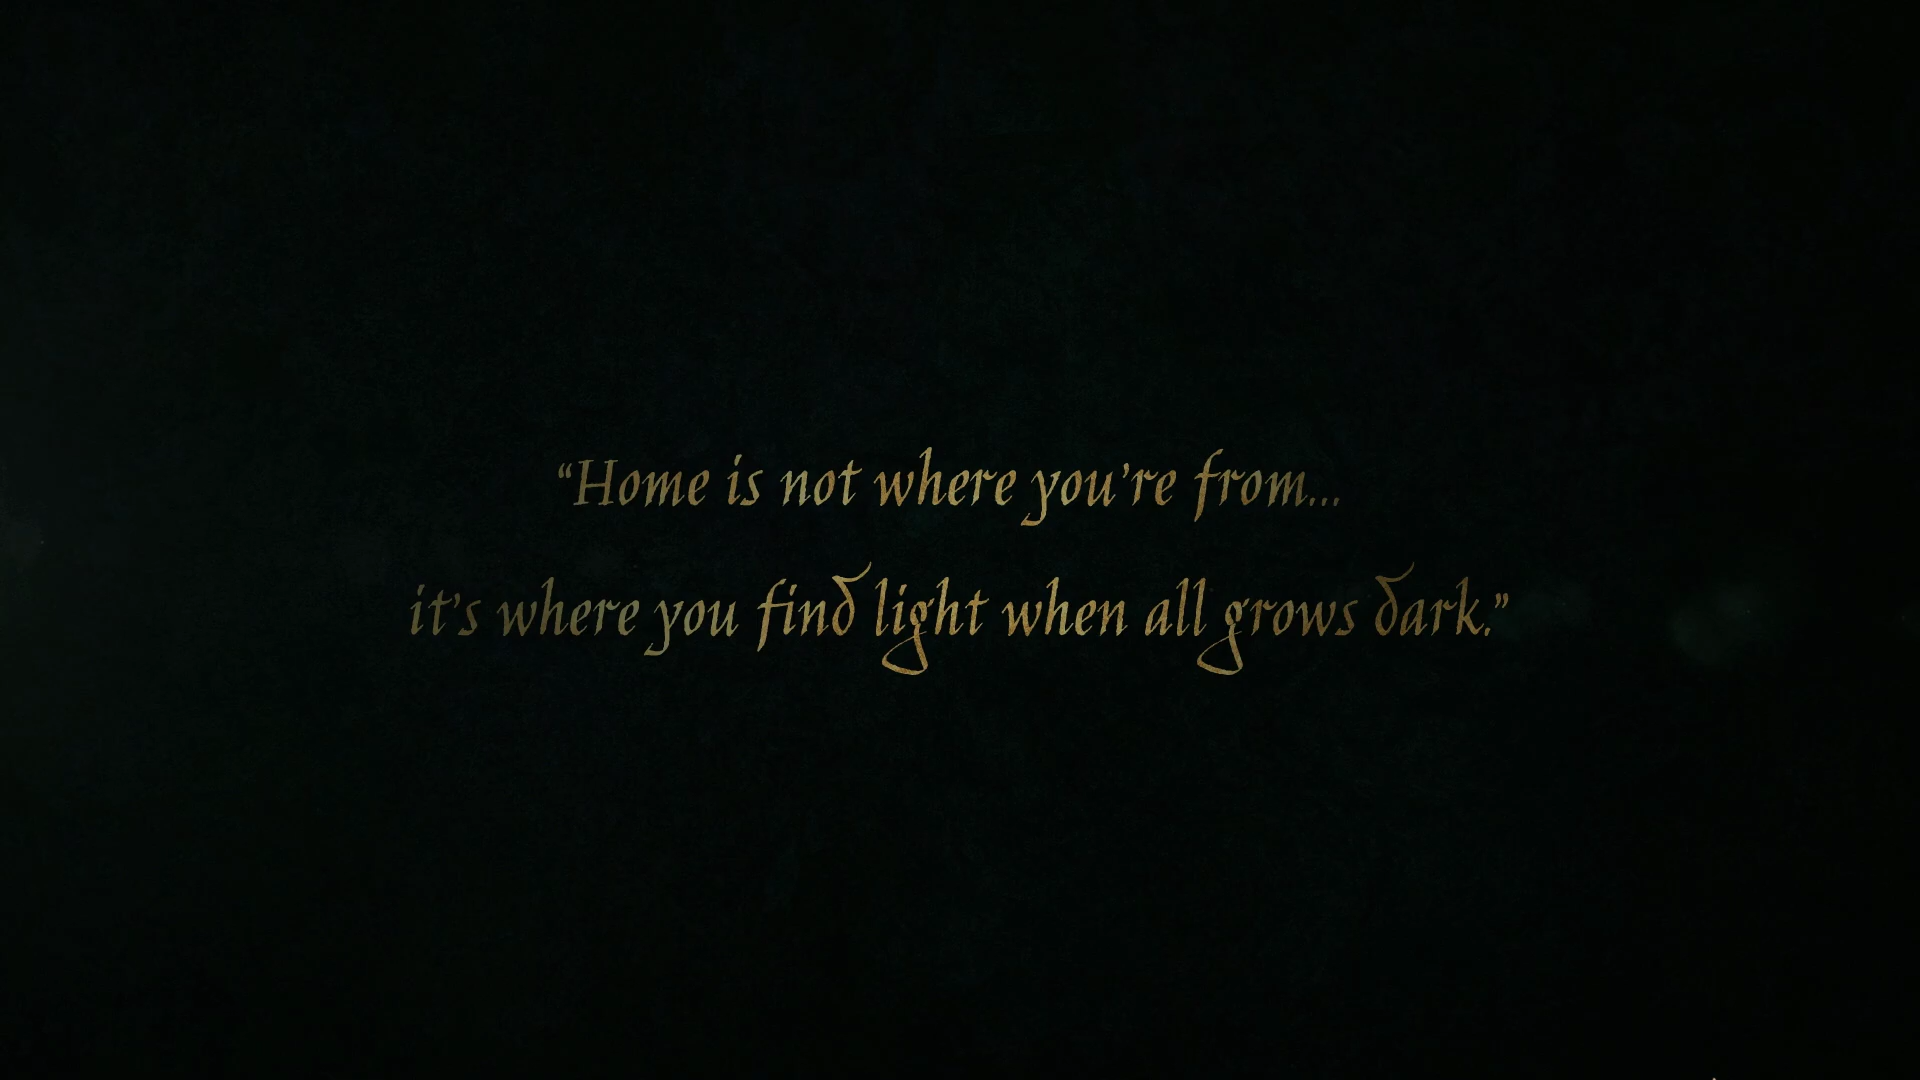 “Home is not where you’re from...
it’s where you find light when all grows dark.”